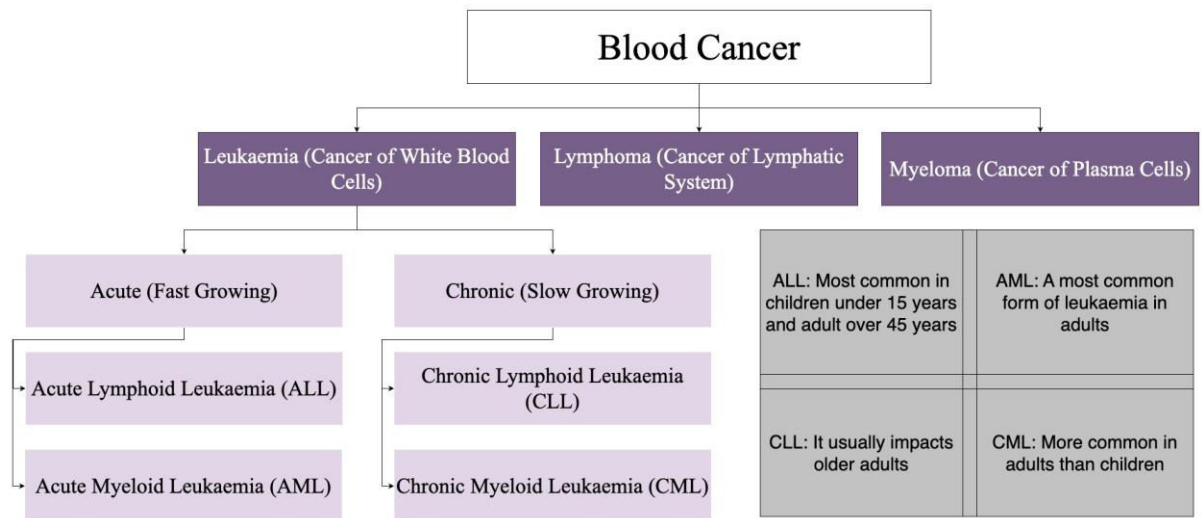 Blood Cancer
Leukaemia (Cancer of White Blood
Cells)
Lymphoma (Cancer of Lymphatic
System)
Myeloma (Cancer of Plasma Cells)
Acute (Fast Growing)
Chronic (Slow Growing)
Acute Lymphoid Leukaemia (ALL)
Chronic Lymphoid Leukaemia
(CLL)
Acute Myeloid Leukaemia (AML)
Chronic Myeloid Leukaemia (CML)
ALL: Most common in
children under 15 years
and adult over 45 years
AML: A most common
form of leukaemia in
adults
CLL: It usually impacts
older adults
CML: More common in
adults than children